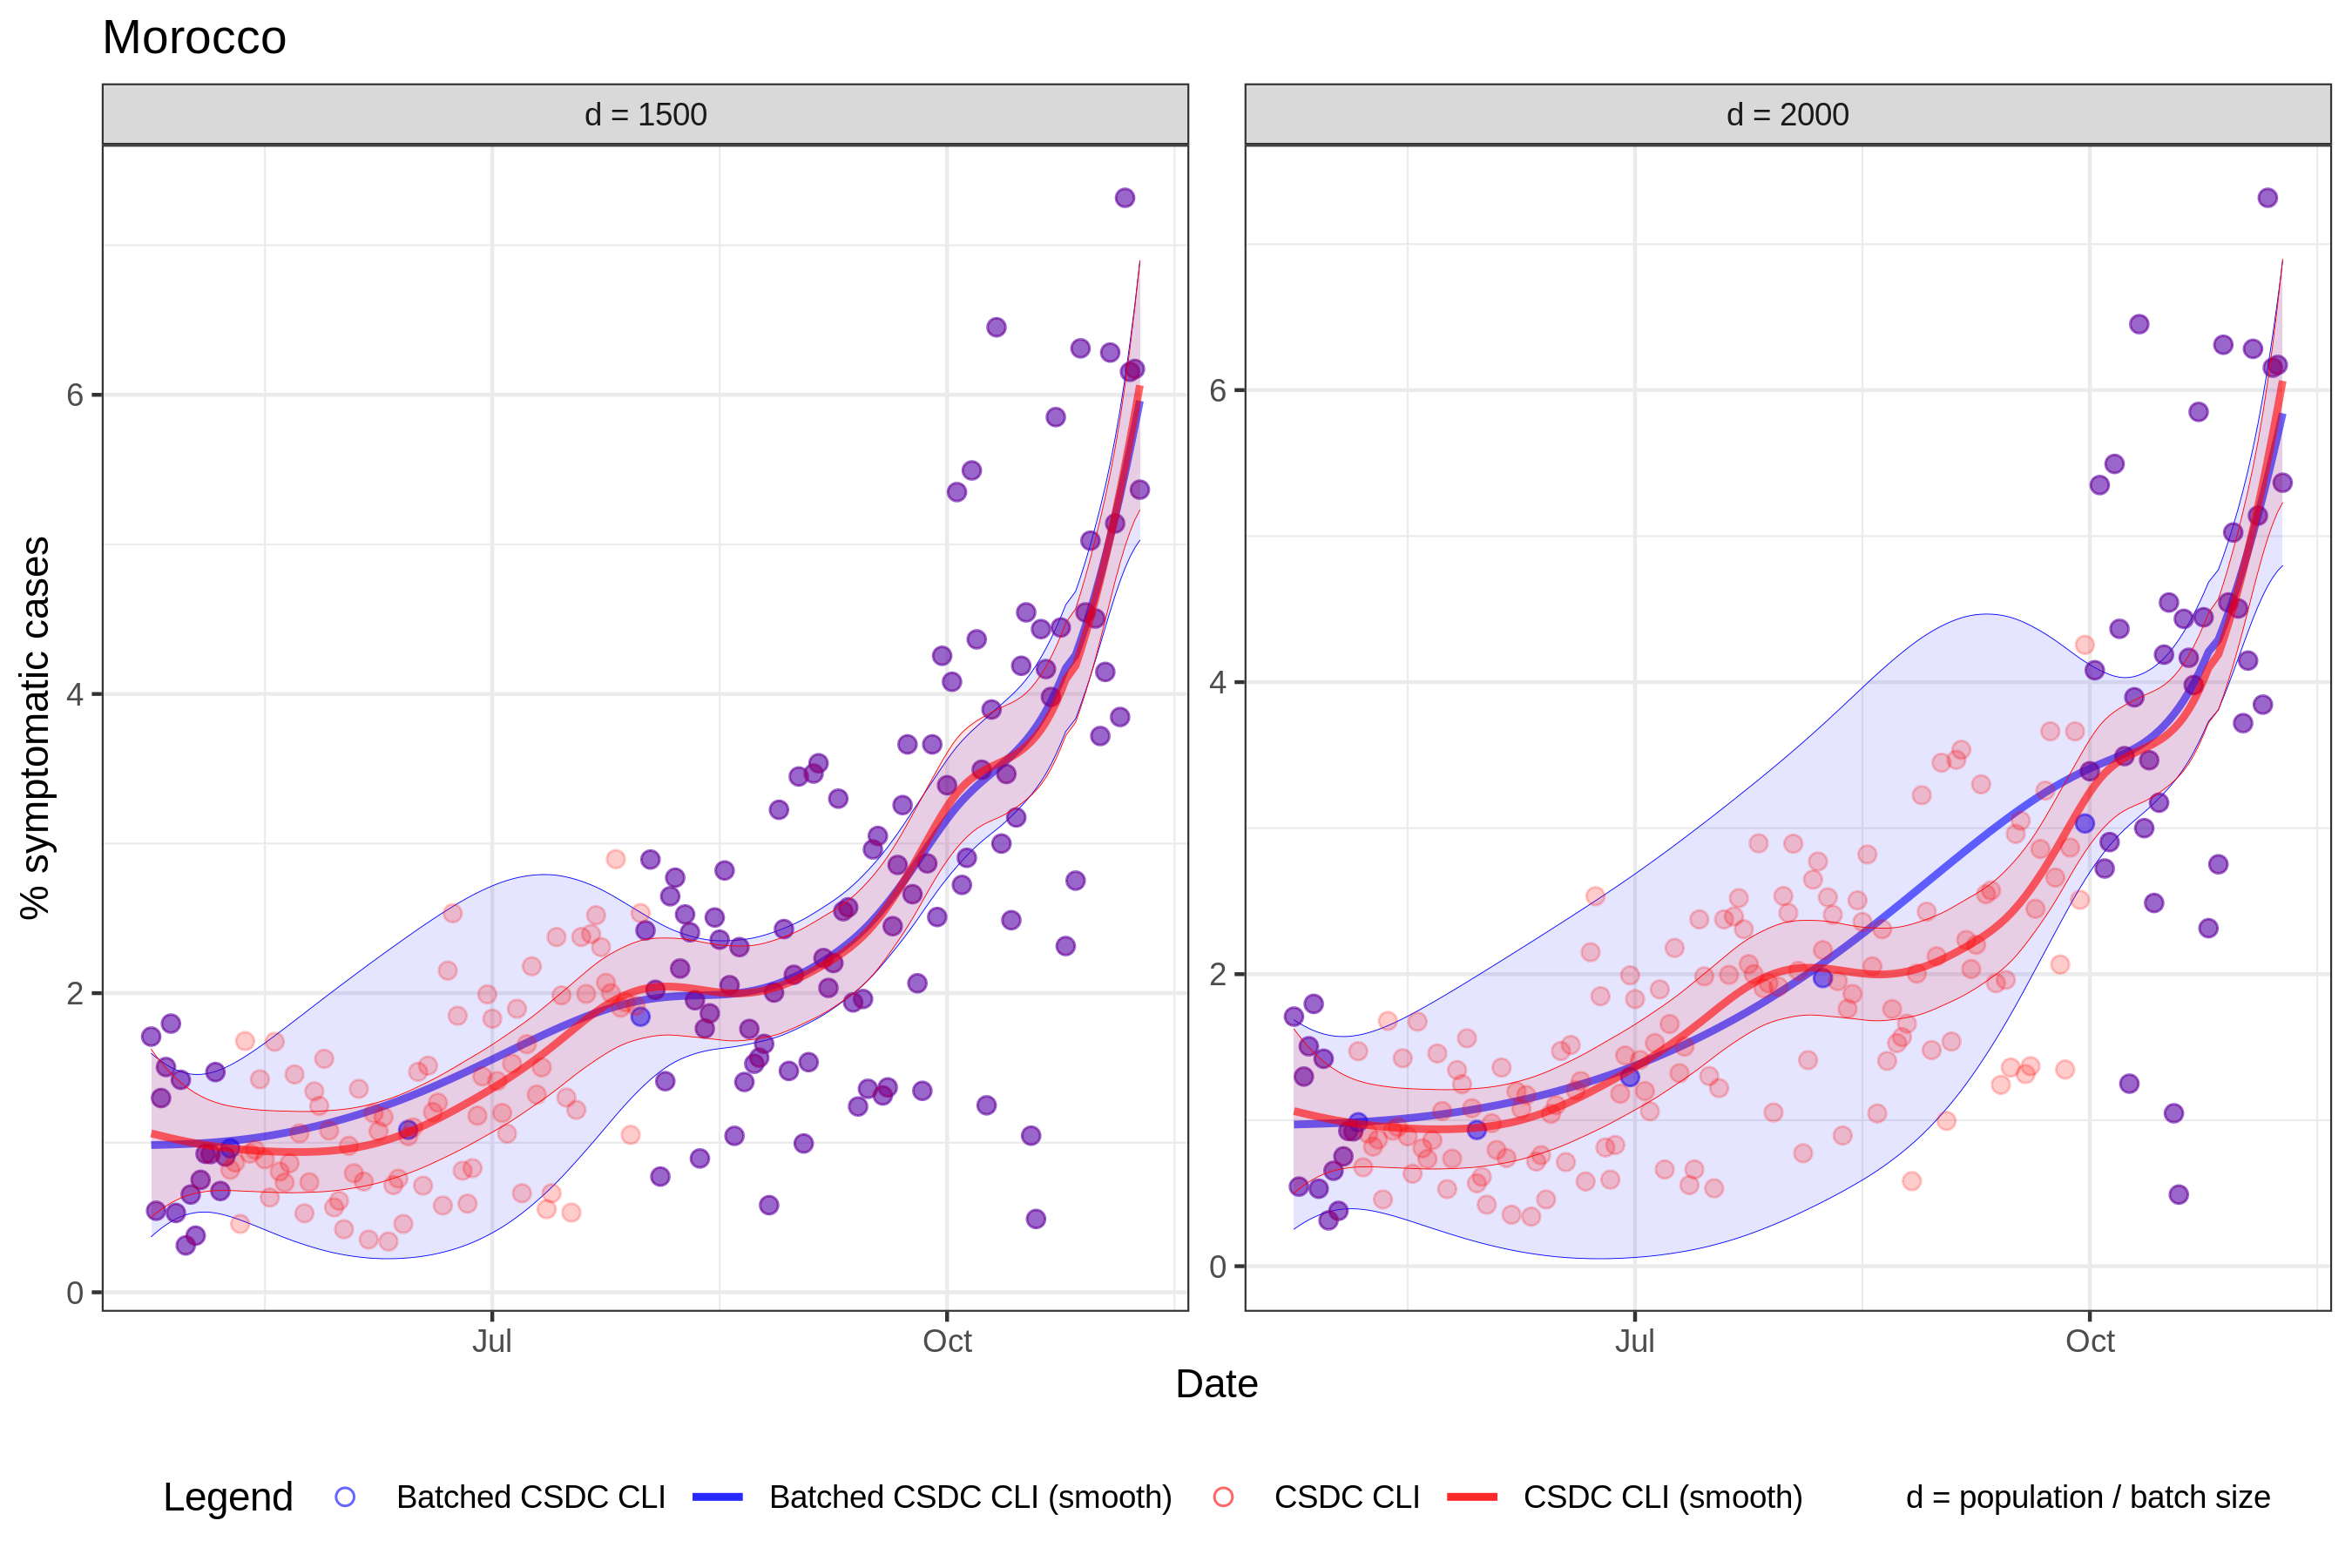 Morocco
d = 1500
d = 2000
% symptomatic cases
6
4
2
0
6
4
2
0
Jul
Oct
Jul
Oct
Date
Legend
Batched CSDC CLI
Batched CSDC CLI (smooth)
CSDC CLI
CSDC CLI (smooth)
d = population / batch size